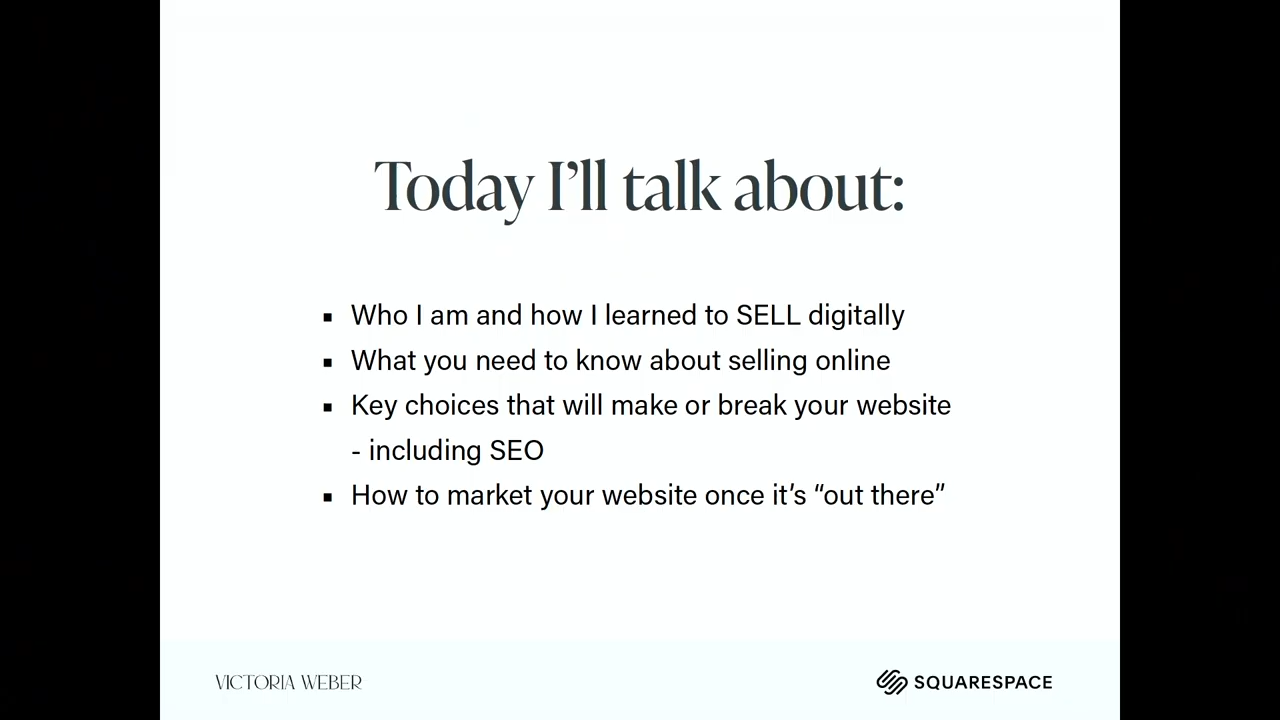 Today I’ll talk about:
▪ Who I am and how I learned to SELL digitally
▪ What you need to know about selling online
▪ Key choices that will make or break your website
- including SEO
▪ How to market your website once it’s “out there”
VICTORIA WEBER
SQUARESPACE